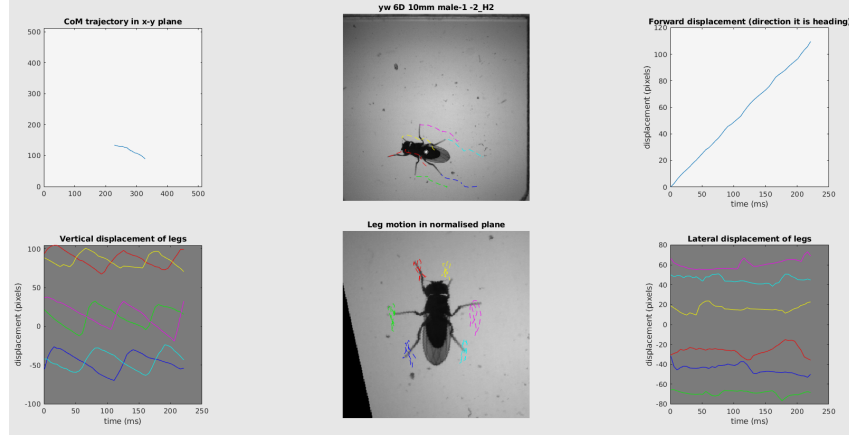 yw 6D 10mm male-1 -2_H2
CoM trajectory in x-y plane
500
400
300
200
100
0
0 100 200 300 400 500
Forward displacement (direction it is heading)
displacement (pixels)
120
100
80
60
40
20
0
0 50 100 150 200 250
time (ms)
Vertical displacement of legs
displacement (pixels)
100
50
0
-50
-100
0 50 100 150 200 250
time (ms)
Leg motion in normalised plane
Lateral displacement of legs
displacement (pixels)
80
60
40
20
0
-20
-40
-60
-80
0 50 100 150 200 250
time (ms)